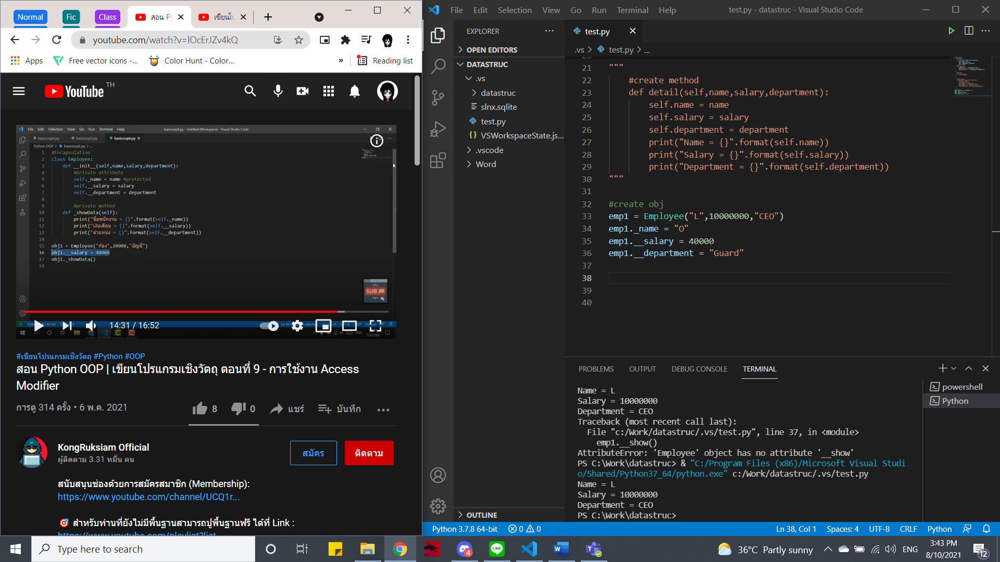 Normal
Fic
Class
สอน P
เขียนโ
youtube.com/watch?v=lOcErJZv4kQ
Apps
Free vector icons -...
Color Hunt - Color...
»
Reading list
YouTube TH
File Edit Selection View Go Run Terminal Help
basicoop6.py - Untitled (Workspace) - Visual Studio Code
basicoop4.py
basicoop5.py
basicoop6.py
Python OOP > basicoop6.py > ...
1 #Encapsulation
2 class Employee:
3 def __init__(self,name,salary,department):
4 #private attribute
5 self._name = name #protected
6 self.__salary = salary
7 self.__department = department
8
9 #private method
10 def _showData(self):
11 print("ชื่อพนักงาน = {}".format(self._name))
12 print("เงินเดือน = {}".format(self.__salary))
13 print("ตำแหน่ง = {}".format(self.__department))
14
15 obj1 = Employee("ก้อง",20000,"บัญชี")
16 obj1.__salary = 40000
17 obj1._showData()
18
SUB
14:31 / 16:52
7/4/2564
#เขียนโปรแกรมเชิงวัตถุ #Python #OOP
สอน Python OOP | เขียนโปรแกรมเชิงวัตถุ ตอนที่ 9 - การใช้งาน Access
Modifier
การดู 314 ครั้ง • 6 พ.ค. 2021
8
0
แชร์
บันทึก
KongRuksiam Official
ผู้ติดตาม 3.31 หมื่น คน
สมัคร
ติดตาม
สนับสนุนช่องด้วยการสมัครสมาชิก (Membership):
https://www.youtube.com/channel/UCQ1r...
🎯 สำหรับท่านที่ยังไม่มีพื้นฐานสามารถปูพื้นฐานฟรี ได้ที่ Link :
https://www.youtube.com/playlist?list
File Edit Selection View Go Run Terminal Help
test.py - datastruc - Visual Studio Code
EXPLORER
OPEN EDITORS
DATASTRUC
.vs
datastruc
slnx.sqlite
test.py
VSWorkspaceState.js...
.vscode
Word
OUTLINE
test.py
.vs > test.py > ...
21 """
22 #create method
23 def detail(self,name,salary,department):
24 self.name = name
25 self.salary = salary
26 self.department = department
27 print("Name = {}".format(self.name))
28 print("Salary = {}".format(self.salary))
29 print("Department = {}".format(self.department))
30 """
31
32 #create obj
33 emp1 = Employee("L",10000000,"CEO")
34 emp1._name = "O"
35 emp1.__salary = 40000
36 emp1.__department = "Guard"
37
38
39
40
PROBLEMS OUTPUT DEBUG CONSOLE TERMINAL
powershell
Python
Name = L
Salary = 10000000
Department = CEO
Traceback (most recent call last):
File "c:/Work/datastruc/.vs/test.py", line 37, in <module>
emp1.__show()
AttributeError: 'Employee' object has no attribute '__show'
PS C:\Work\datastruc> & "C:/Program Files (x86)/Microsoft Visual Studi
o/Shared/Python37_64/python.exe" c:/Work/datastruc/.vs/test.py
Name = L
Salary = 10000000
Department = CEO
PS C:\Work\datastruc>
Python 3.7.8 64-bit
0
0
Ln 38, Col 1 Spaces: 4 UTF-8 CRLF Python
Type here to search
4
LINE
36°C Partly sunny
ENG
3:43 PM
8/10/2021
12